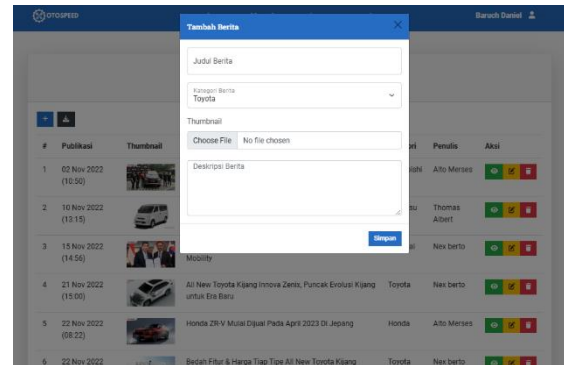 OTOSPEED
Baruch Daniel
Tambah Berita
Judul Berita
Kategori Berita
Toyota
Thumbnail
Choose File No file chosen
Deskripsi Berita
Simpan
# Publikasi Thumbnail Penulis Aksi
1 02 Nov 2022 Alto Merses
(10:50)
2 10 Nov 2022 Thomas
(13:15) Albert
3 15 Nov 2022 Nex berto
(14:56) Mobility
4 21 Nov 2022 All New Toyota Kijang Innova Zenix, Puncak Evolusi Kijang Toyota Nex berto
(15:00) untuk Era Baru
5 22 Nov 2022 Honda ZR-V Mulai Dijual Pada April 2023 Di Jepang Honda Alto Merses
(08:22)
6 22 Nov 2022 Bedah Fitur & Harga Tiap Tipe All New Toyota Kijang Toyota Nex berto